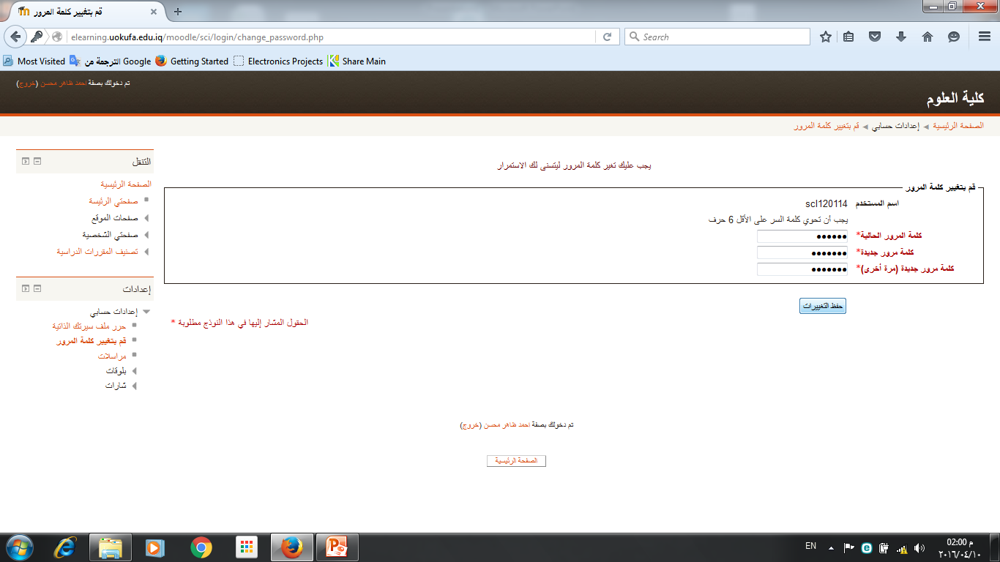 قم بتغيير كلمة المرور
elearning.uokufa.edu.iq/moodle/sci/login/change_password.php
Search
Most Visited
الترجمة من Google
Getting Started
Electronics Projects
Share Main
تم دخولك بصفة احمد ظاهر محسن (خروج)
كلية العلوم
الصفحة الرئيسية ◄ إعدادات حسابي ◄ قم بتغيير كلمة المرور
يجب عليك تغير كلمة المرور ليتسنى لك الاستمرار
قم بتغيير كلمة المرور
اسم المستخدم scl120114
يجب أن تحوي كلمة السر على الأقل 6 حرف
كلمة المرور الحالية* ●●●●●●
كلمة مرور جديدة* ●●●●●●●
كلمة مرور جديدة (مرة أخرى)* ●●●●●●●
حفظ التغييرات
الحقول المشار إليها في هذا النوذج مطلوبة *
التنقل
الصفحة الرئيسية
صفحتي الرئيسة
صفحات الموقع
صفحتي الشخصية
تصنيف المقررات الدراسية
إعدادات
إعدادات حسابي
حرر ملف سيرتك الذاتية
قم بتغيير كلمة المرور
مراسلات
بلوقات
شارات
تم دخولك بصفة احمد ظاهر محسن (خروج)
الصفحة الرئيسية
EN
02:00 م
٢٠١٦/٠٤/١٠